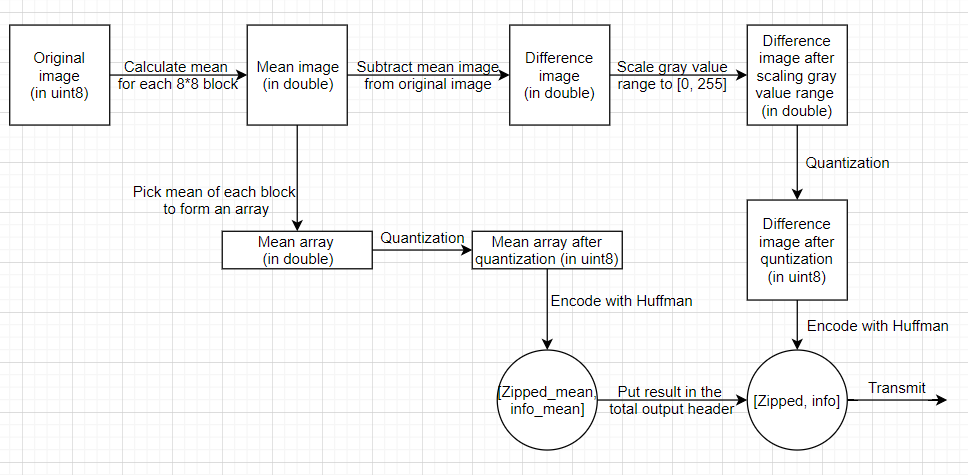 Original
image
(in uint8)
Calculate mean
for each 8*8 block
Mean image
(in double)
Subtract mean image
from original image
Difference
image
(in double)
Scale gray value
range to [0, 255]
Difference
image after
scaling gray
value range
(in double)
Pick mean of each block
to form an array
Quantization
Mean array
(in double)
Quantization
Mean array after
quantization (in uint8)
Difference
image after
quntization
(in uint8)
Encode with Huffman
Encode with Huffman
[Zipped_mean,
info_mean]
Put result in the
total output header
[Zipped, info]
Transmit